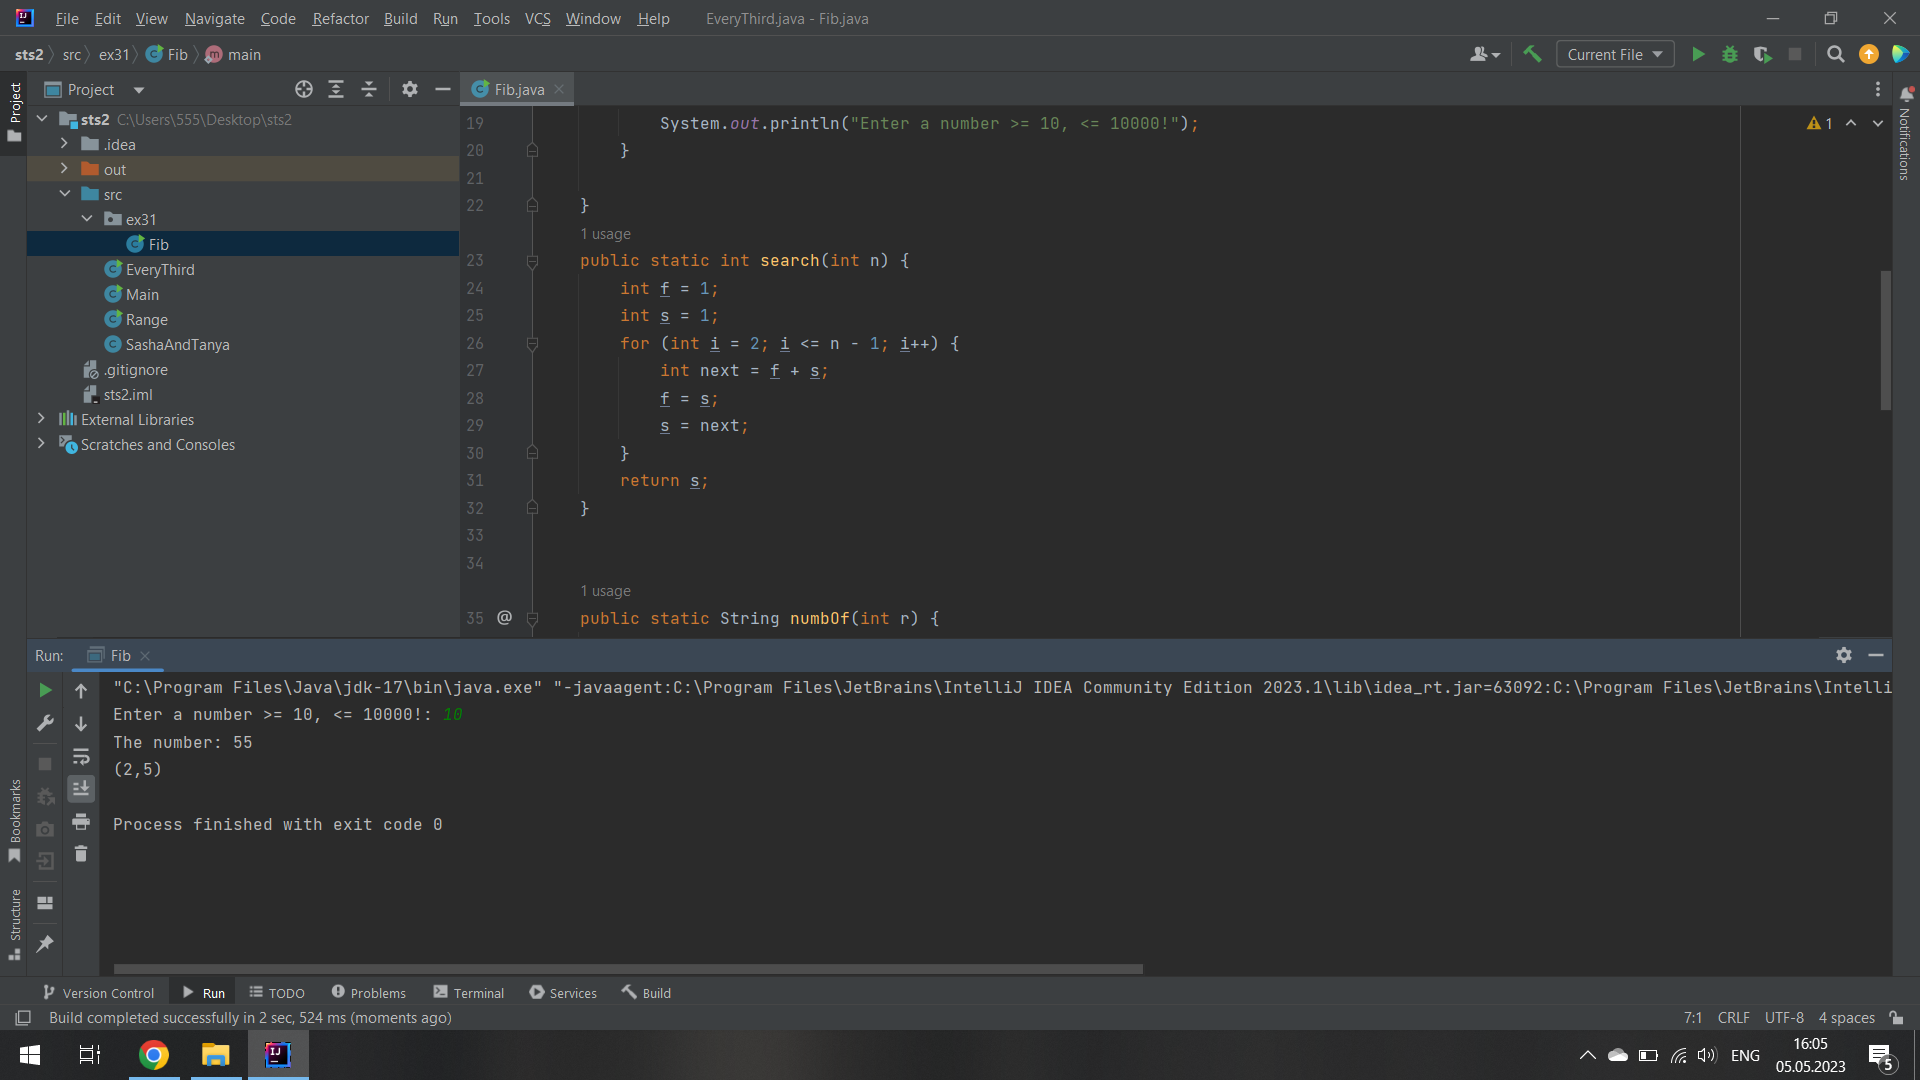 File Edit View Navigate Code Refactor Build Run Tools VCS Window Help EveryThird.java - Fib.java
sts2 src ex31 Fib main
Current File
Project
Project
Fib.java
sts2 C:\Users\555\Desktop\sts2
.idea
out
src
ex31
Fib
EveryThird
Main
Range
SashaAndTanya
.gitignore
sts2.iml
External Libraries
Scratches and Consoles
19 System.out.println("Enter a number >= 10, <= 10000!");
20 }
21
22 }
1 usage
23 public static int search(int n) {
24 int f = 1;
25 int s = 1;
26 for (int i = 2; i <= n - 1; i++) {
27 int next = f + s;
28 f = s;
29 s = next;
30 }
31 return s;
32 }
33
34
1 usage
35 @ public static String numbOf(int r) {
1
Notifications
Run: Fib
"C:\Program Files\Java\jdk-17\bin\java.exe" "-javaagent:C:\Program Files\JetBrains\IntelliJ IDEA Community Edition 2023.1\lib\idea_rt.jar=63092:C:\Program Files\JetBrains\Intelli
Enter a number >= 10, <= 10000!: 10
The number: 55
(2,5)
Process finished with exit code 0
Bookmarks
Structure
Version Control Run TODO Problems Terminal Services Build
Build completed successfully in 2 sec, 524 ms (moments ago)
7:1 CRLF UTF-8 4 spaces
ENG
16:05
05.05.2023
5